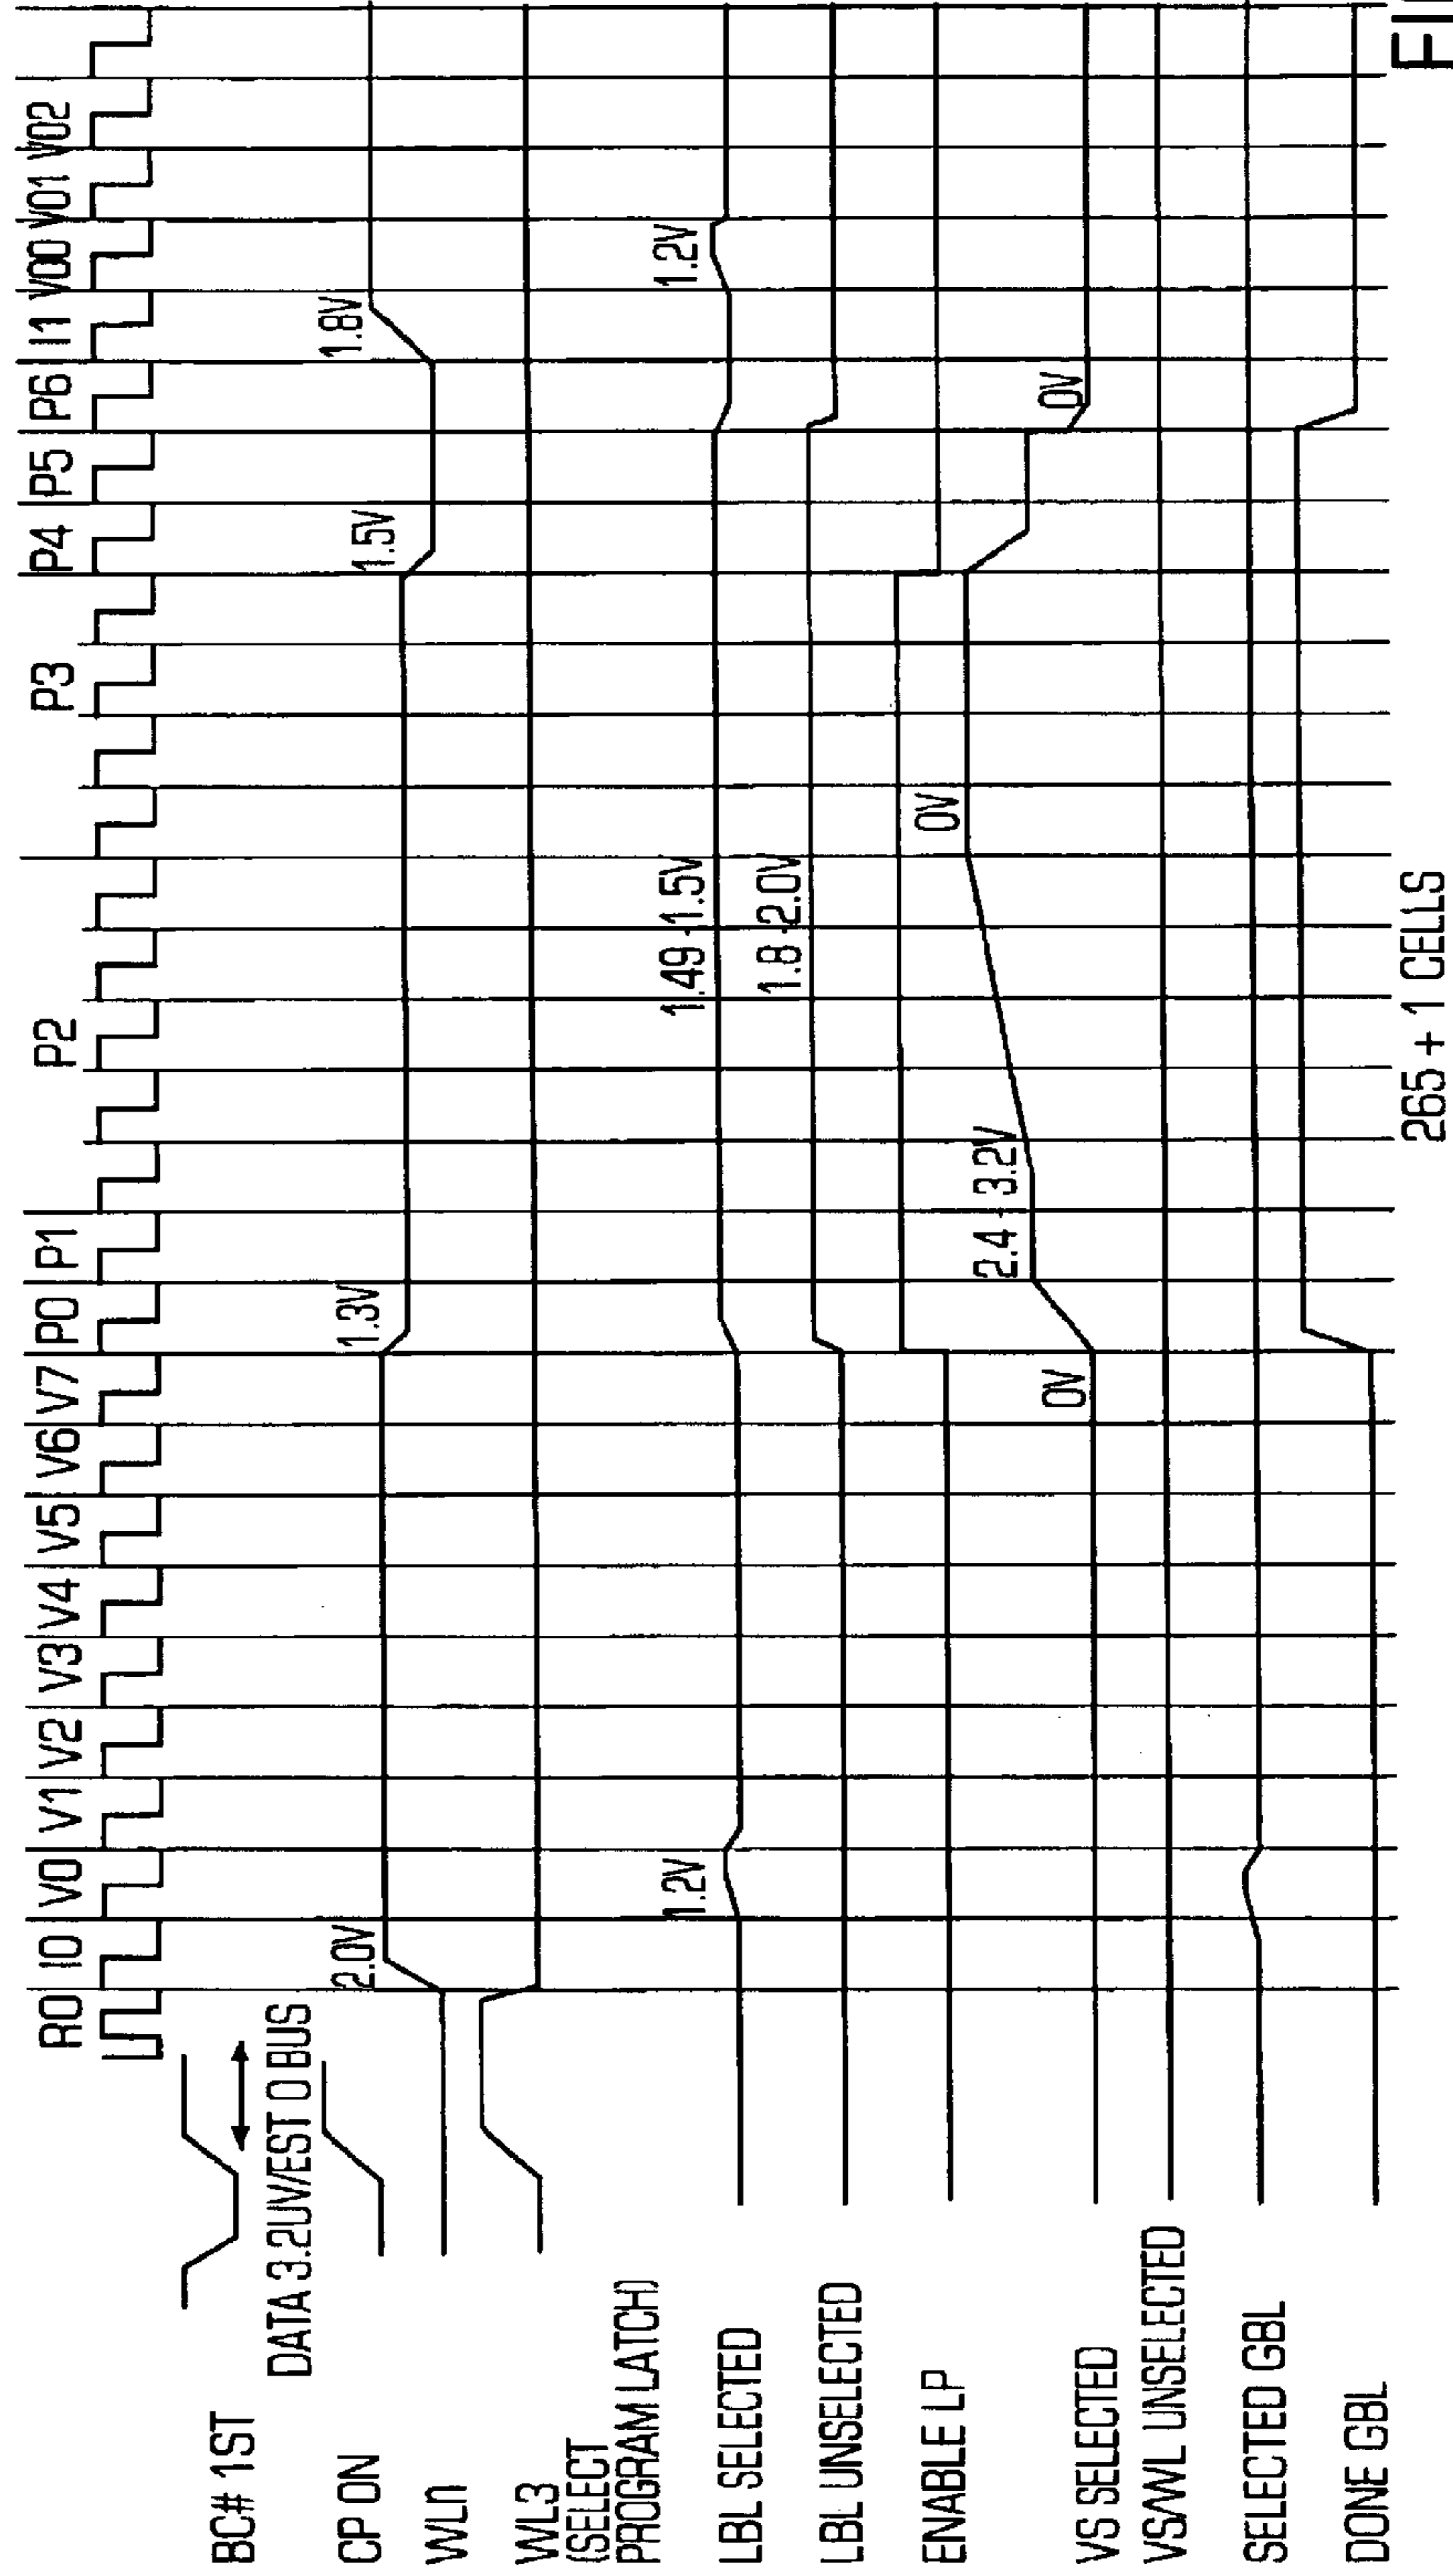 R0 I0 V0 V1 V2 V3 V4 V5 V6 V7 P0 P1 P2 P3 P4 P5 P6 I1 V00 V01 V02
BC# 1ST
DATA 3.2UV/EST 0 BUS
CP ON
2.0V 1.3V 1.5V 1.8V
WLn
WL3
(SELECT
PROGRAM LATCH)
1.2V 1.49-1.5V 1.2V
LBL SELECTED
1.8-2.0V
LBL UNSELECTED
ENABLE LP
0V
2.4 - 3.2V
0V 0V
VS SELECTED
VS/WL UNSELECTED
SELECTED GBL
DONE GBL
265 + 1 CELLS